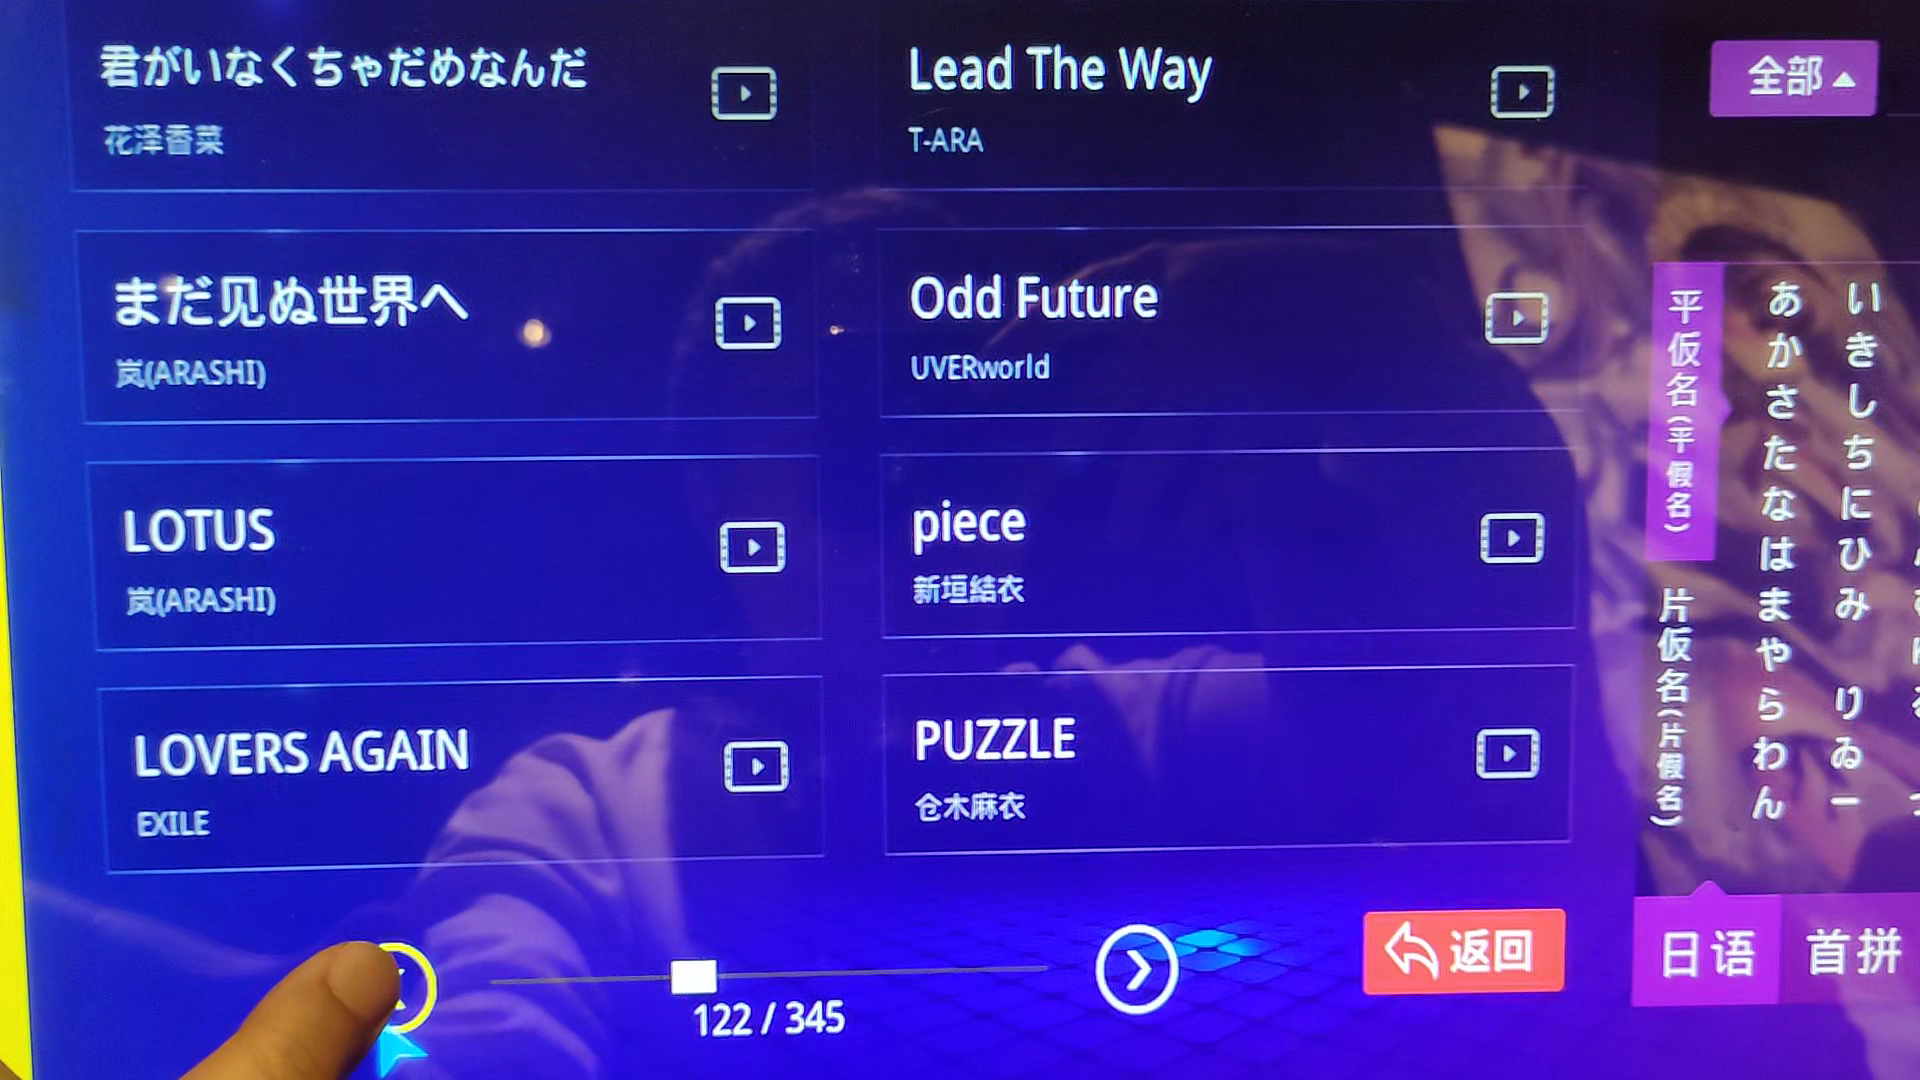 君がいなくちゃだめなんだ
花泽香菜
Lead The Way
T-ARA
まだ见ぬ世界へ
岚(ARASHI)
Odd Future
UVERworld
LOTUS
岚(ARASHI)
piece
新垣結衣
LOVERS AGAIN
EXILE
PUZZLE
仓木麻衣
122 / 345
返回
全部
平仮名(平假名)
片仮名(片假名)
あかさたなはまやらわん
いきしちにひみ りゐー
日语
首拼